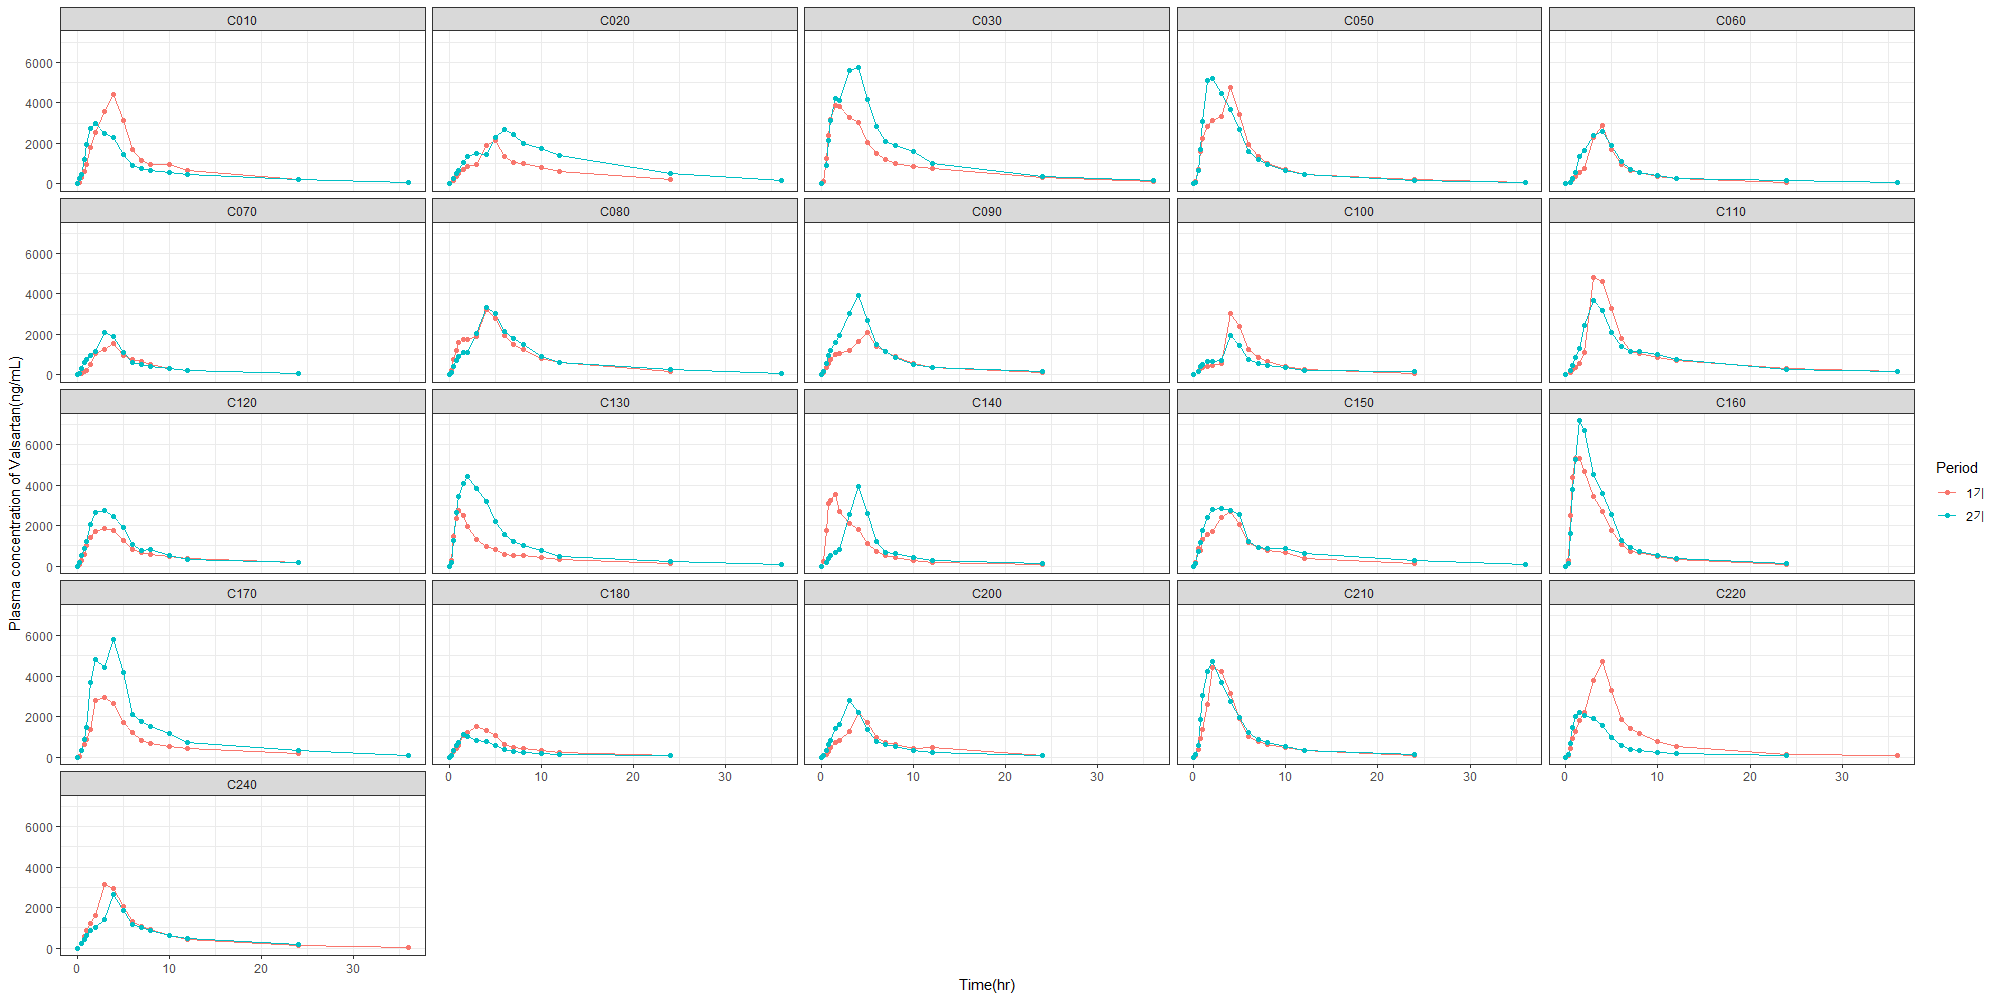 C010 C020 C030 C050 C060
6000
4000
2000
0
C070 C080 C090 C100 C110
6000
4000
2000
0
Plasma concentration of Valsartan(ng/mL)
C120 C130 C140 C150 C160
6000
4000
2000
0
Period
1기
2기
C170 C180 C200 C210 C220
6000
4000
2000
0
0 10 20 30 0 10 20 30 0 10 20 30 0 10 20 30
C240
6000
4000
2000
0
0 10 20 30
Time(hr)